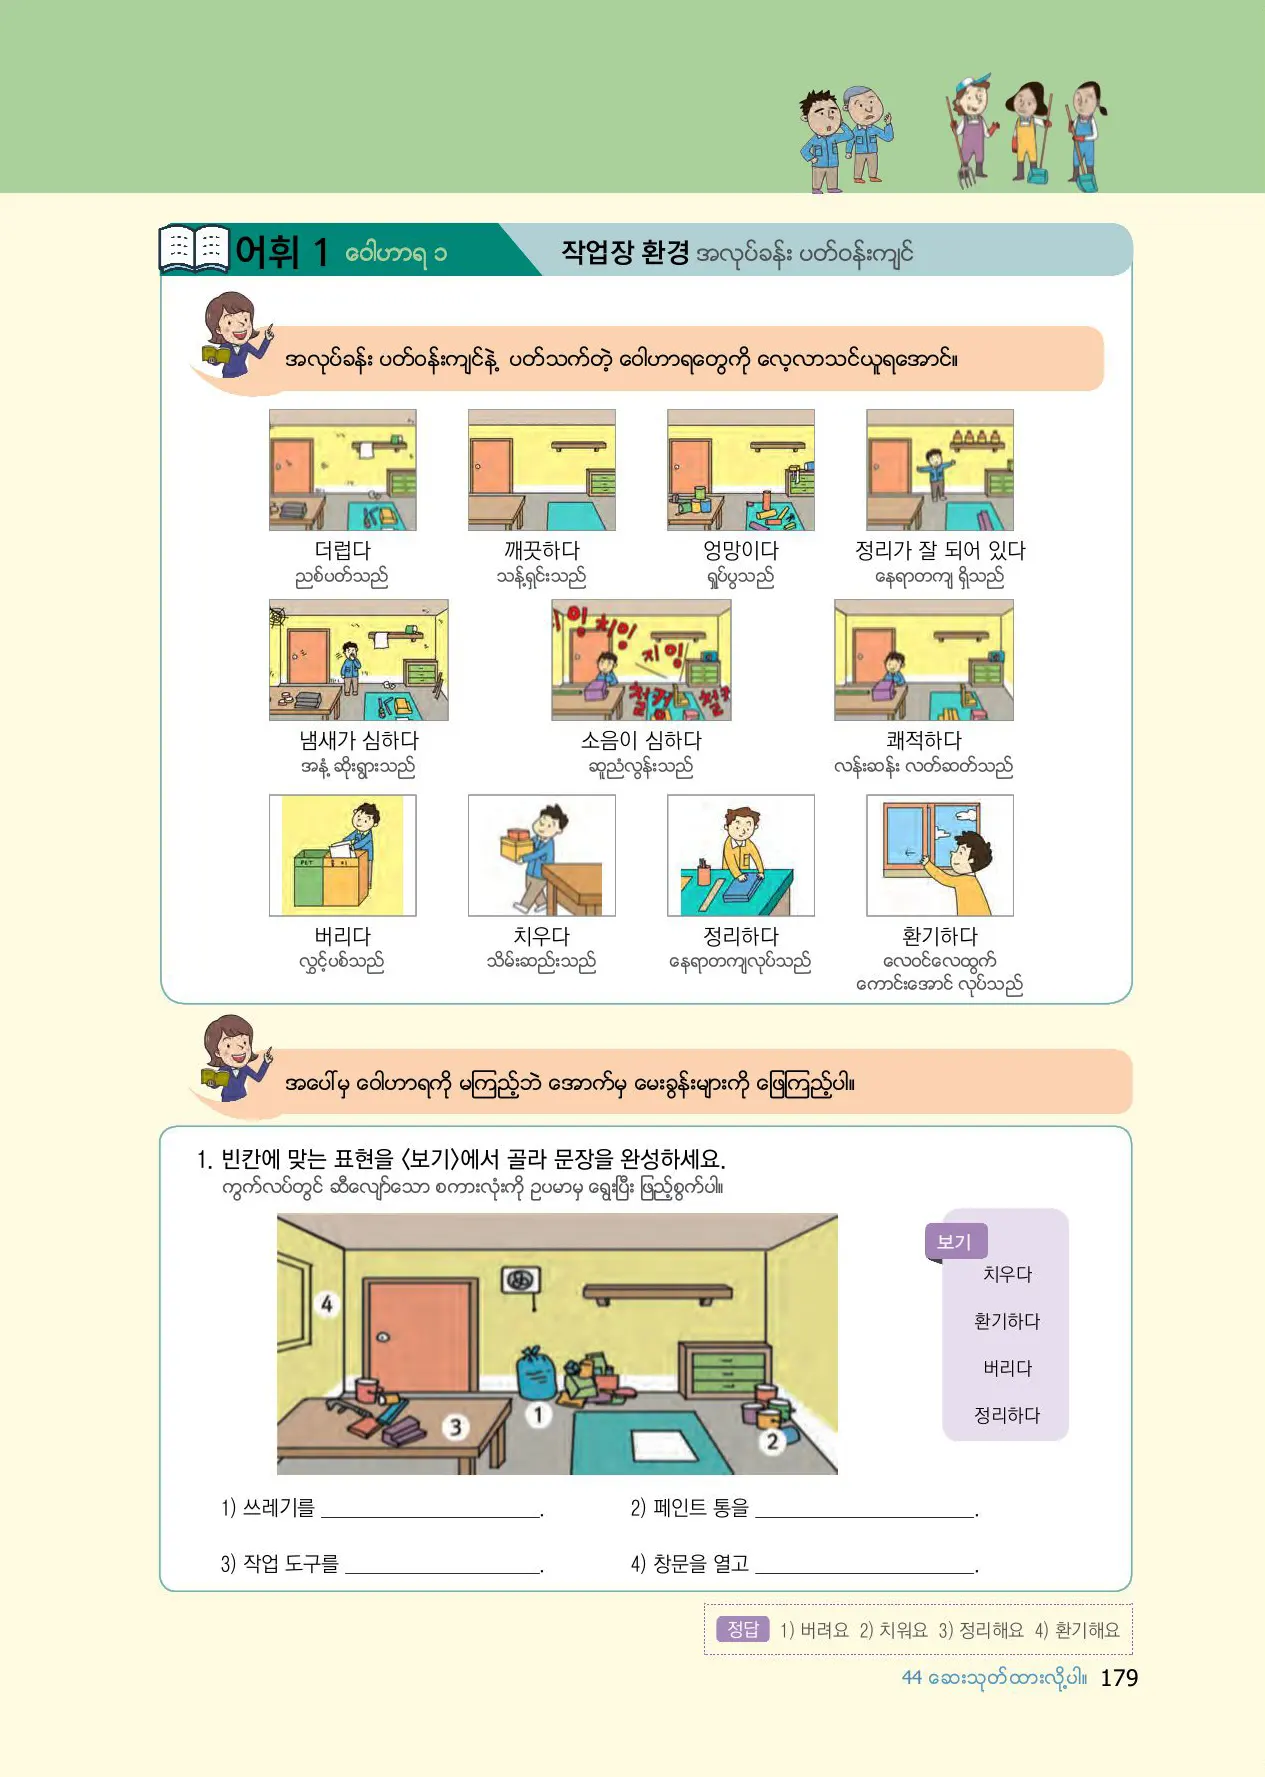 어휘 1 ဝေါဟာရ ၁
작업장 환경 အလုပ်ခန်း ပတ်ဝန်းကျင်
အလုပ်ခန်း ပတ်ဝန်းကျင်နဲ့ ပတ်သက်တဲ့ ဝေါဟာရတွေကို လေ့လာသင်ယူရအောင်။
더럽다 깨끗하다 엉망이다 정리가 잘 되어 있다
ညစ်ပတ်သည် သန့်ရှင်းသည် ရှုပ်ပွသည် နေရာတကျ ရှိသည်
지잉 치잉
지잉
철컹 철커
냄새가 심하다 소음이 심하다 쾌적하다
အနံ့ ဆိုးရွားသည် ဆူညံလွန်းသည် လန်းဆန်း လတ်ဆတ်သည်
PET 종이
버리다 치우다 정리하다 환기하다
လွှင့်ပစ်သည် သိမ်းဆည်းသည် နေရာတကျလုပ်သည် လေဝင်လေထွက်
ကောင်းအောင် လုပ်သည်
အပေါ်မှ ဝေါဟာရကို မကြည့်ဘဲ အောက်မှ မေးခွန်းများကို ဖြေကြည့်ပါ။
1. 빈칸에 맞는 표현을 〈보기〉에서 골라 문장을 완성하세요.
ကွက်လပ်တွင် ဆီလျော်သော စကားလုံးကို ဥပမာမှ ရွေးပြီး ဖြည့်စွက်ပါ။
4
3
1
2
보기
치우다
환기하다
버리다
정리하다
1) 쓰레기를 ____________________.
2) 페인트 통을 ____________________.
3) 작업 도구를 ____________________.
4) 창문을 열고 ____________________.
정답 1) 버려요 2) 치워요 3) 정리해요 4) 환기해요
44 ဆေးသုတ်ထားလို့ပါ။ 179